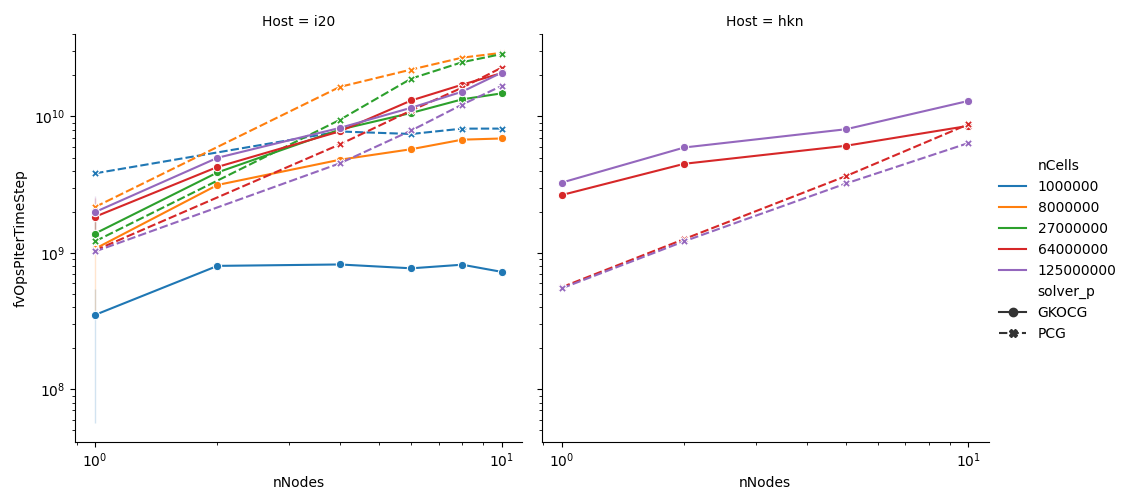 Host = i20
Host = hkn
fvOpsPIterTimeStep
10^10
10^9
10^8
10^0
10^1
nNodes
10^0
10^1
nNodes
nCells
1000000
8000000
27000000
64000000
125000000
solver_p
GKOCG
PCG